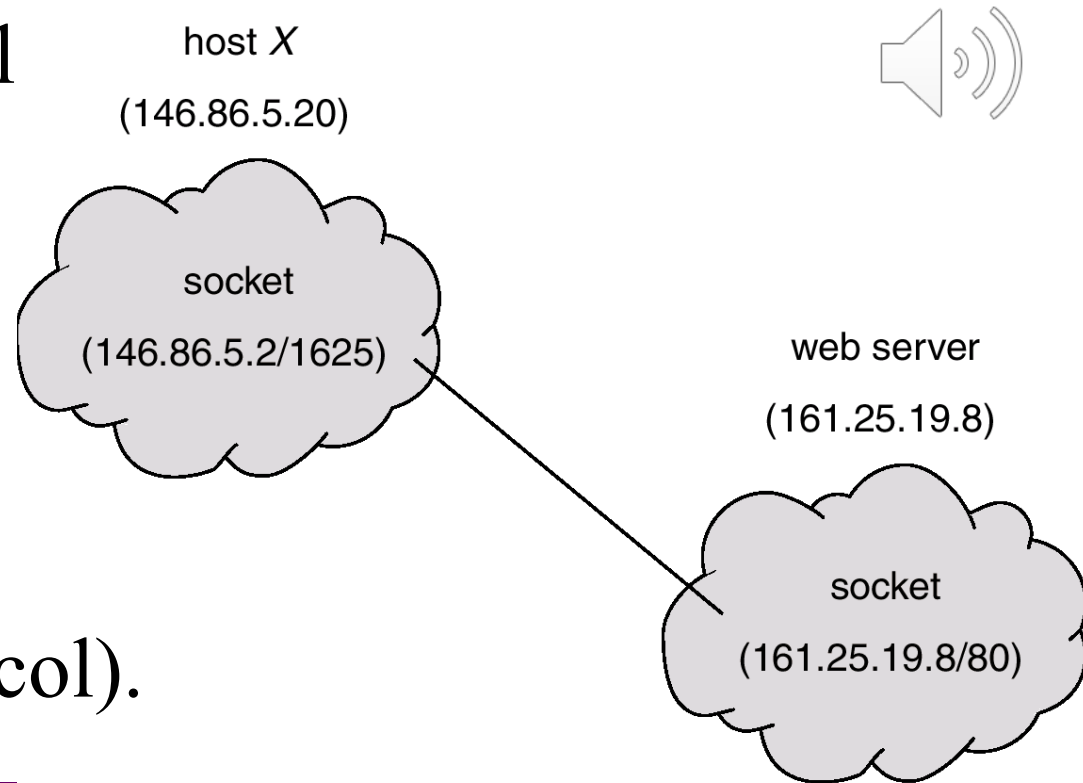 l
host X
(146.86.5.20)
socket
(146.86.5.2/1625)
web server
(161.25.19.8)
socket
(161.25.19.8/80)
col).